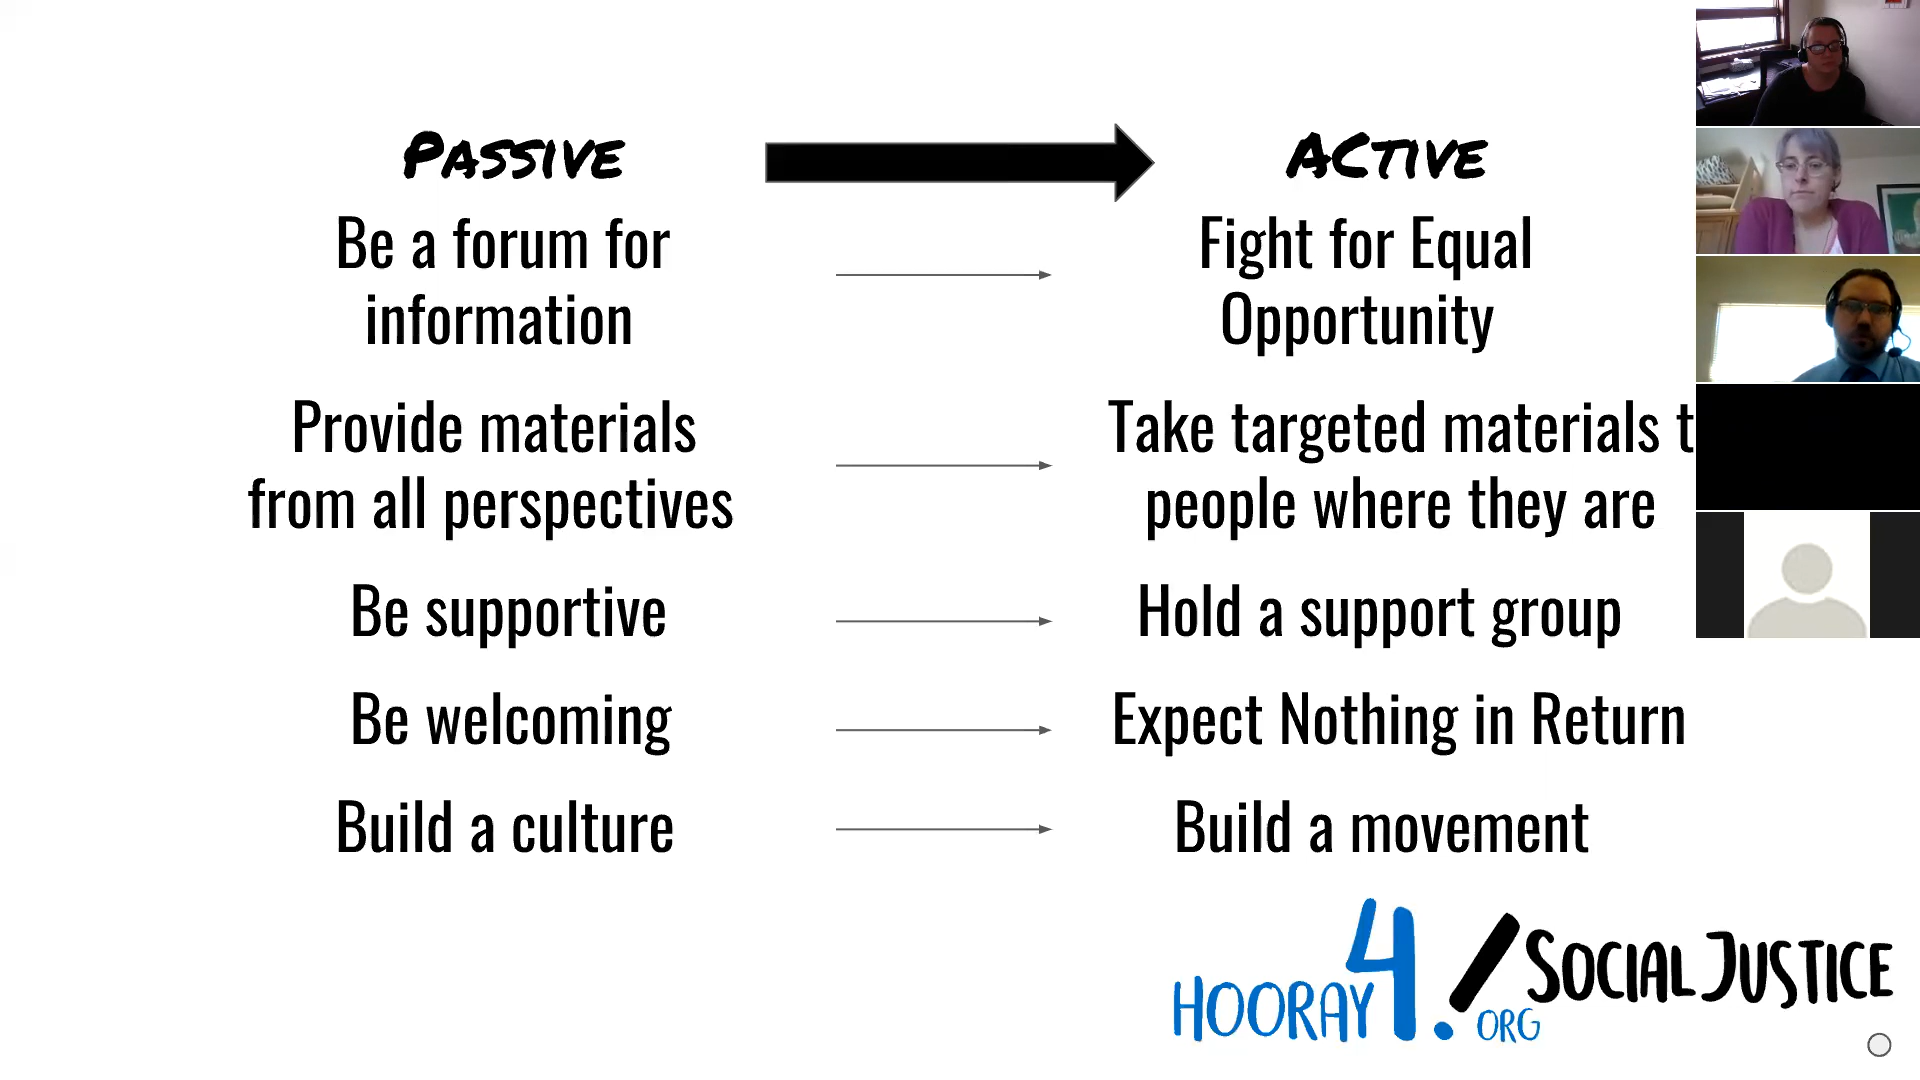 Passive
Active
Be a forum for
information
Fight for Equal
Opportunity
Provide materials
from all perspectives
Take targeted materials t
people where they are
Be supportive
Hold a support group
Be welcoming
Expect Nothing in Return
Build a culture
Build a movement
HOORAY4.ORG/SOCIALJUSTICE